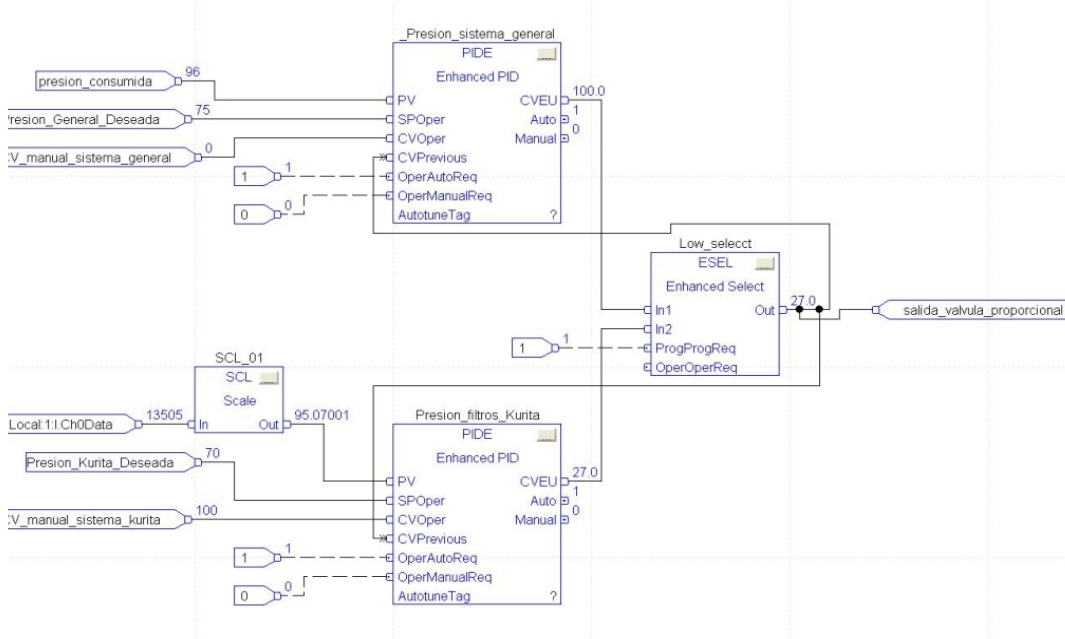 _Presion_sistema_general
PIDE
Enhanced PID
presion_consumida
96
PV
CVEU
100.0
Presion_General_Deseada
75
SPOper
Auto
1
CV_manual_sistema_general
0
CVOper
Manual
0
CVPrevious
1
1
OperAutoReq
0
0
OperManualReq
AutotuneTag
?
Low_selecct
ESEL
Enhanced Select
In1
Out
27.0
salida_valvula_proporcional
In2
1
1
ProgProgReq
OperOperReq
SCL_01
SCL
Scale
Local:1:I.Ch0Data
13505
In
Out
95.07001
Presion_filtros_Kurita
PIDE
Enhanced PID
Presion_Kurita_Deseada
70
PV
CVEU
27.0
SPOper
Auto
1
CV_manual_sistema_kurita
100
CVOper
Manual
0
CVPrevious
1
1
OperAutoReq
0
0
OperManualReq
AutotuneTag
?